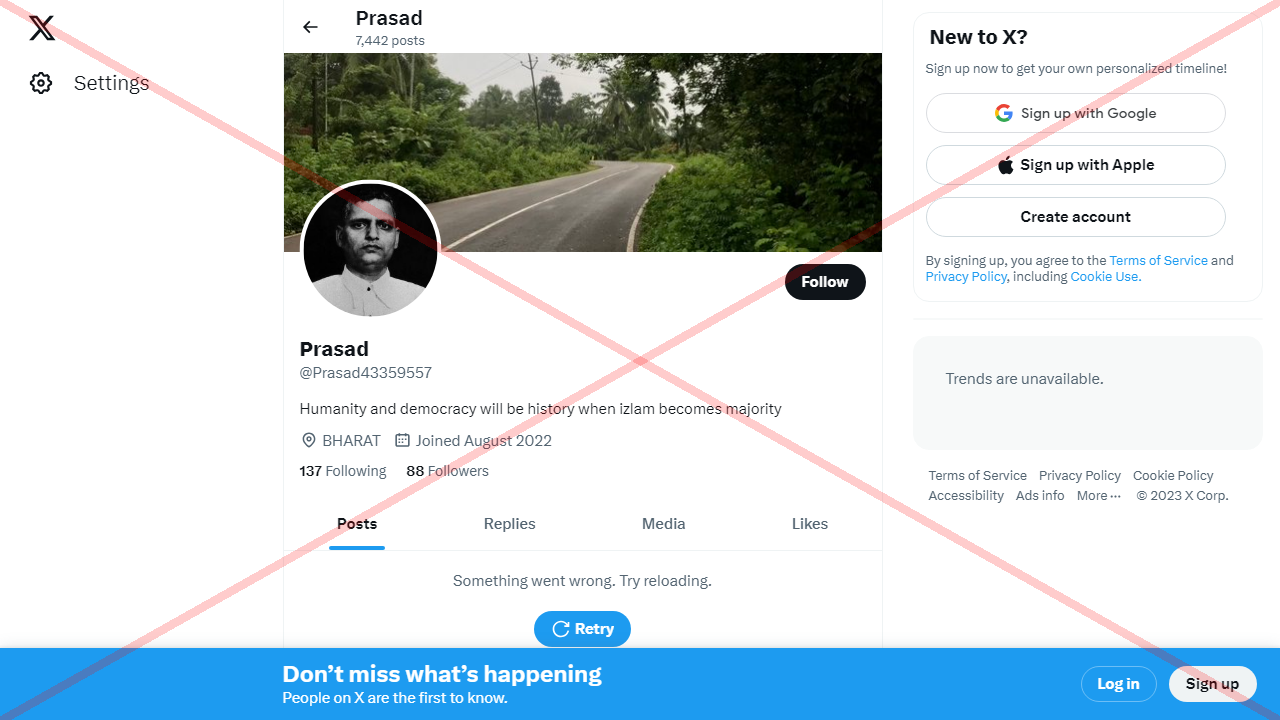 Prasad
7,442 posts
Settings
Follow
Prasad
@Prasad43359557
Humanity and democracy will be history when izlam becomes majority
BHARAT Joined August 2022
137 Following 88 Followers
Posts Replies Media Likes
Something went wrong. Try reloading.
Retry
New to X?
Sign up now to get your own personalized timeline!
Sign up with Google
Sign up with Apple
Create account
By signing up, you agree to the Terms of Service and
Privacy Policy, including Cookie Use.
Trends are unavailable.
Terms of Service Privacy Policy Cookie Policy
Accessibility Ads info More ··· © 2023 X Corp.
Don’t miss what’s happening
People on X are the first to know.
Log in Sign up